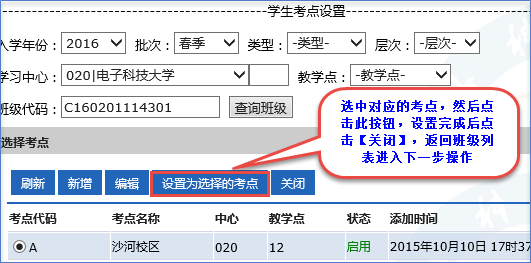 学生考点设置
入学年份：2016 批次：春季 类型：-类型- 层次：-层次-
学习中心：020|电子科技大学 教学点：-教学点-
班级代码：C160201114301 查询班级
选中对应的考点，然后点
击此按钮，设置完成后点
击【关闭】，返回班级列
表进入下一步操作
选择考点
刷新 新增 编辑 设置为选择的考点 关闭
考点代码 考点名称 中心 教学点 状态 添加时间
A 沙河校区 020 12 启用 2015年10月10日 17时37